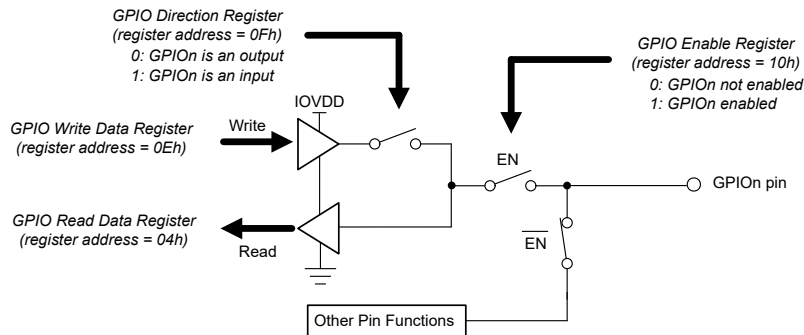 GPIO Direction Register
(register address = 0Fh)
0: GPIOn is an output
1: GPIOn is an input
GPIO Enable Register
(register address = 10h)
0: GPIOn not enabled
1: GPIOn enabled
IOVDD
GPIO Write Data Register
(register address = 0Eh)
Write
EN
GPIOn pin
GPIO Read Data Register
(register address = 04h)
Read
EN
Other Pin Functions